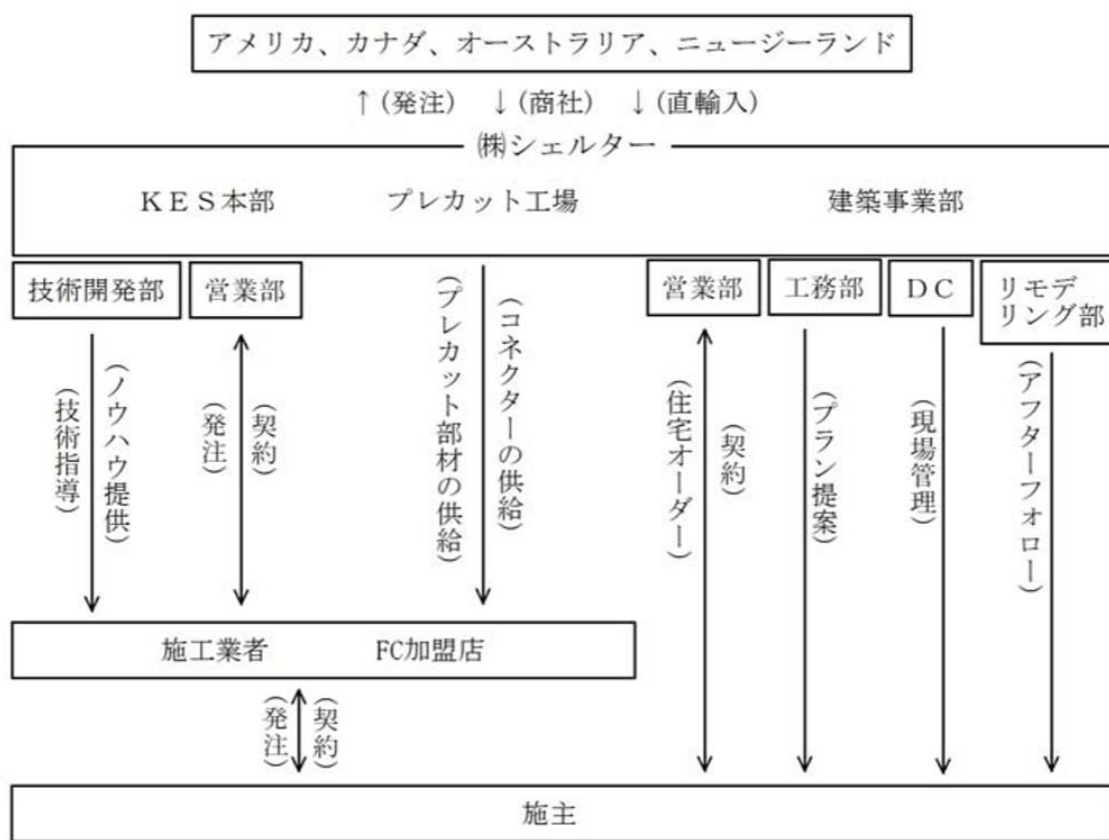 アメリカ、カナダ、オーストラリア、ニュージーランド
↑(発注) ↓(商社) ↓(直輸入)
㈱シェルター
KES本部 プレカット工場 建築事業部
技術開発部 営業部 営業部 工務部 DC リモデ
リング部
(技術指導)
(ノウハウ提供)
(発注)
(契約)
(プレカット部材の供給)
(コネクターの供給)
(住宅オーダー)
(契約)
(プラン提案)
(現場管理)
(アフターフォロー)
施工業者 FC加盟店
(発注)
(契約)
施主